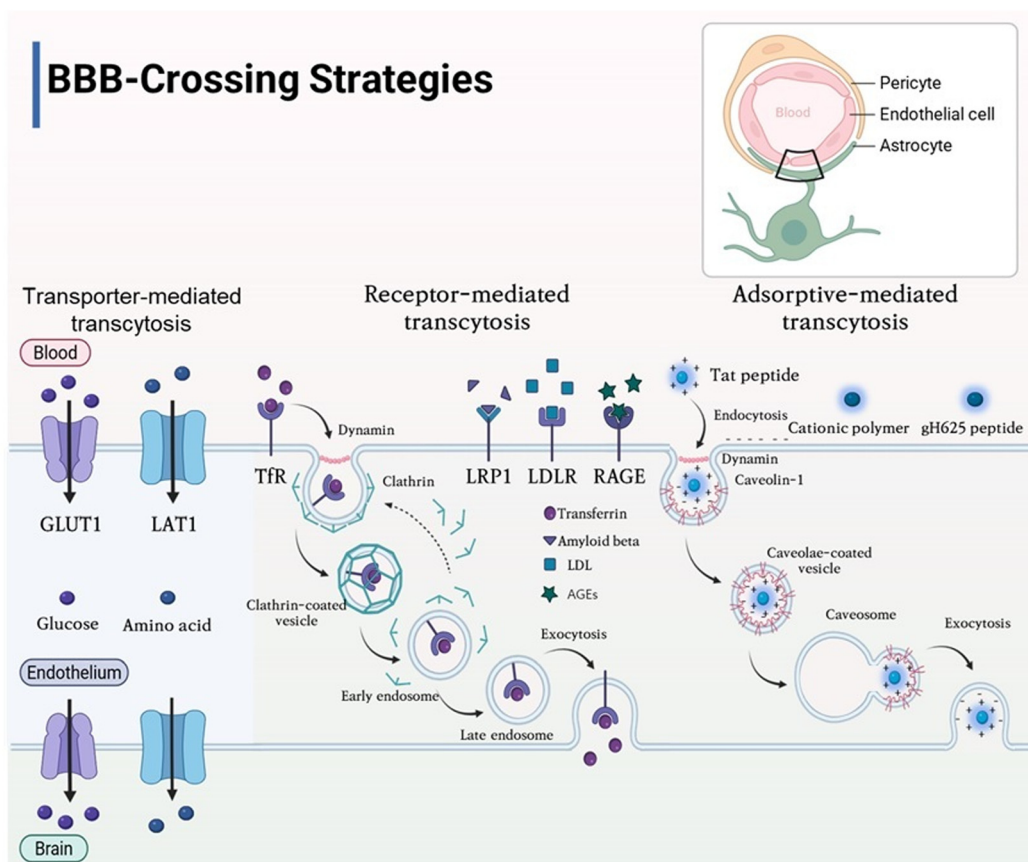 BBB-Crossing Strategies
Blood
Pericyte
Endothelial cell
Astrocyte
Transporter-mediated
transcytosis
Receptor-mediated
transcytosis
Adsorptive-mediated
transcytosis
Blood
Tat peptide
Endocytosis
Cationic polymer
gH625 peptide
Dynamin
Dynamin
TfR
Clathrin
LRP1
LDLR
RAGE
Caveolin-1
GLUT1
LAT1
Transferrin
Amyloid beta
LDL
AGEs
Caveolae-coated
vesicle
Glucose
Amino acid
Clathrin-coated
vesicle
Exocytosis
Caveosome
Exocytosis
Endothelium
Early endosome
Late endosome
Brain